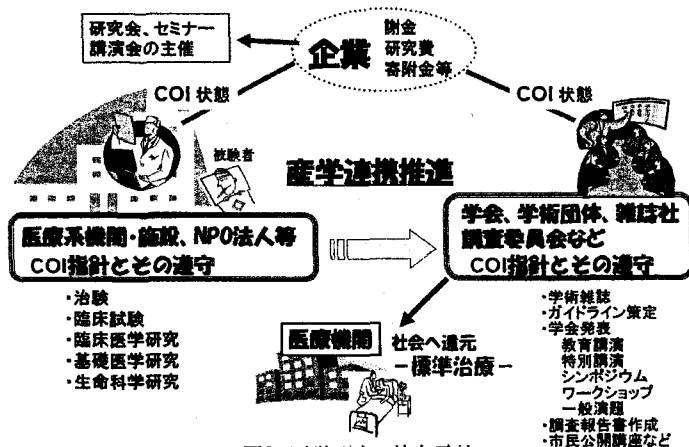 研究会、セミナー
講演会の主催
企業
謝金
研究費
寄附金等
COI 状態
COI 状態
被験者
産学連携推進
医療系機関・施設、NPO法人等
COI指針とその遵守
学会、学術団体、雑誌社
調査委員会など
COI指針とその遵守
・治験
・臨床試験
・臨床医学研究
・基礎医学研究
・生命科学研究
医療機関
社会へ還元
−標準治療−
・学術雑誌
・ガイドライン策定
・学会発表
教育講演
特別講演
シンポジウム
ワークショップ
一般演題
・調査報告書作成
・市民公開講座など